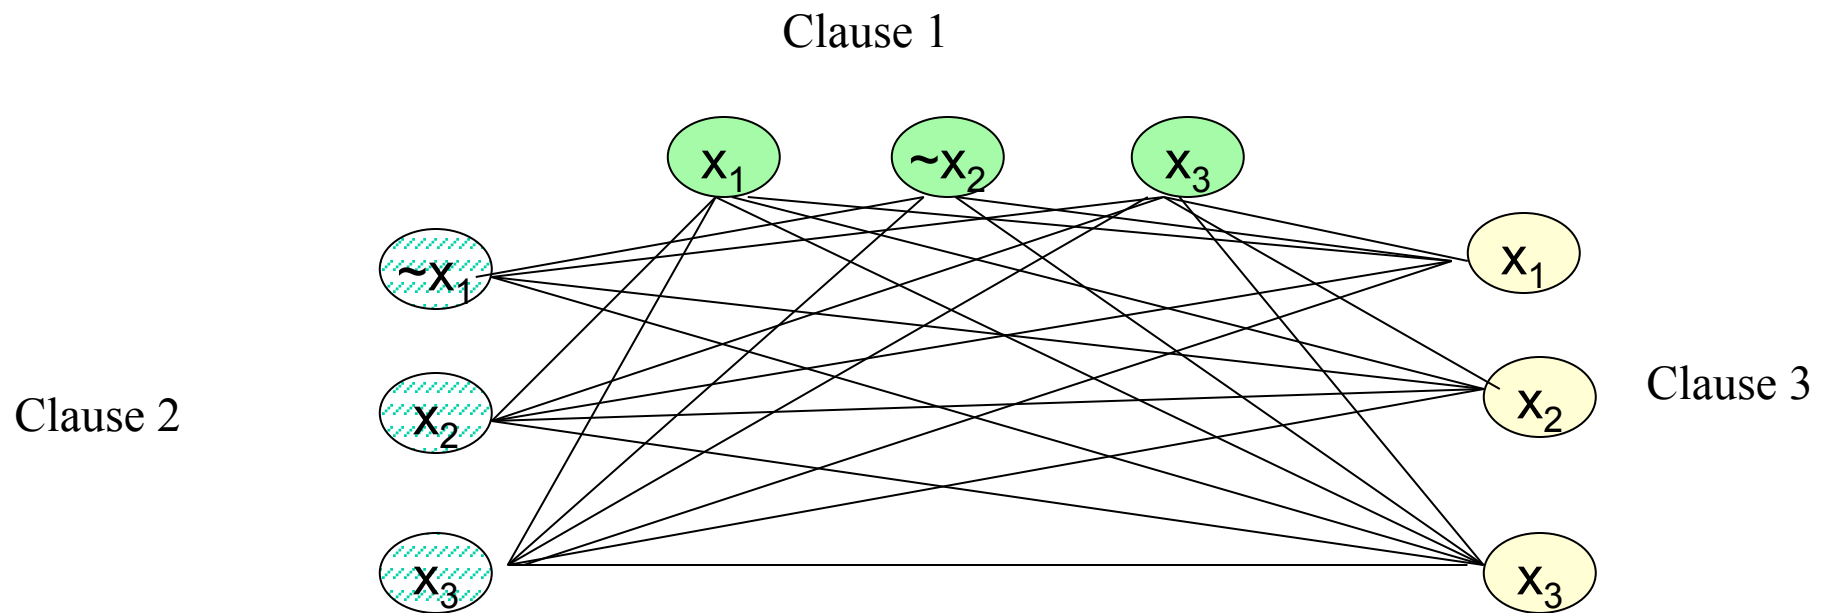 Clause 1
x₁ ~x₂ x₃
~x₁
x₁
x₂
x₂
Clause 2
Clause 3
x₃
x₃